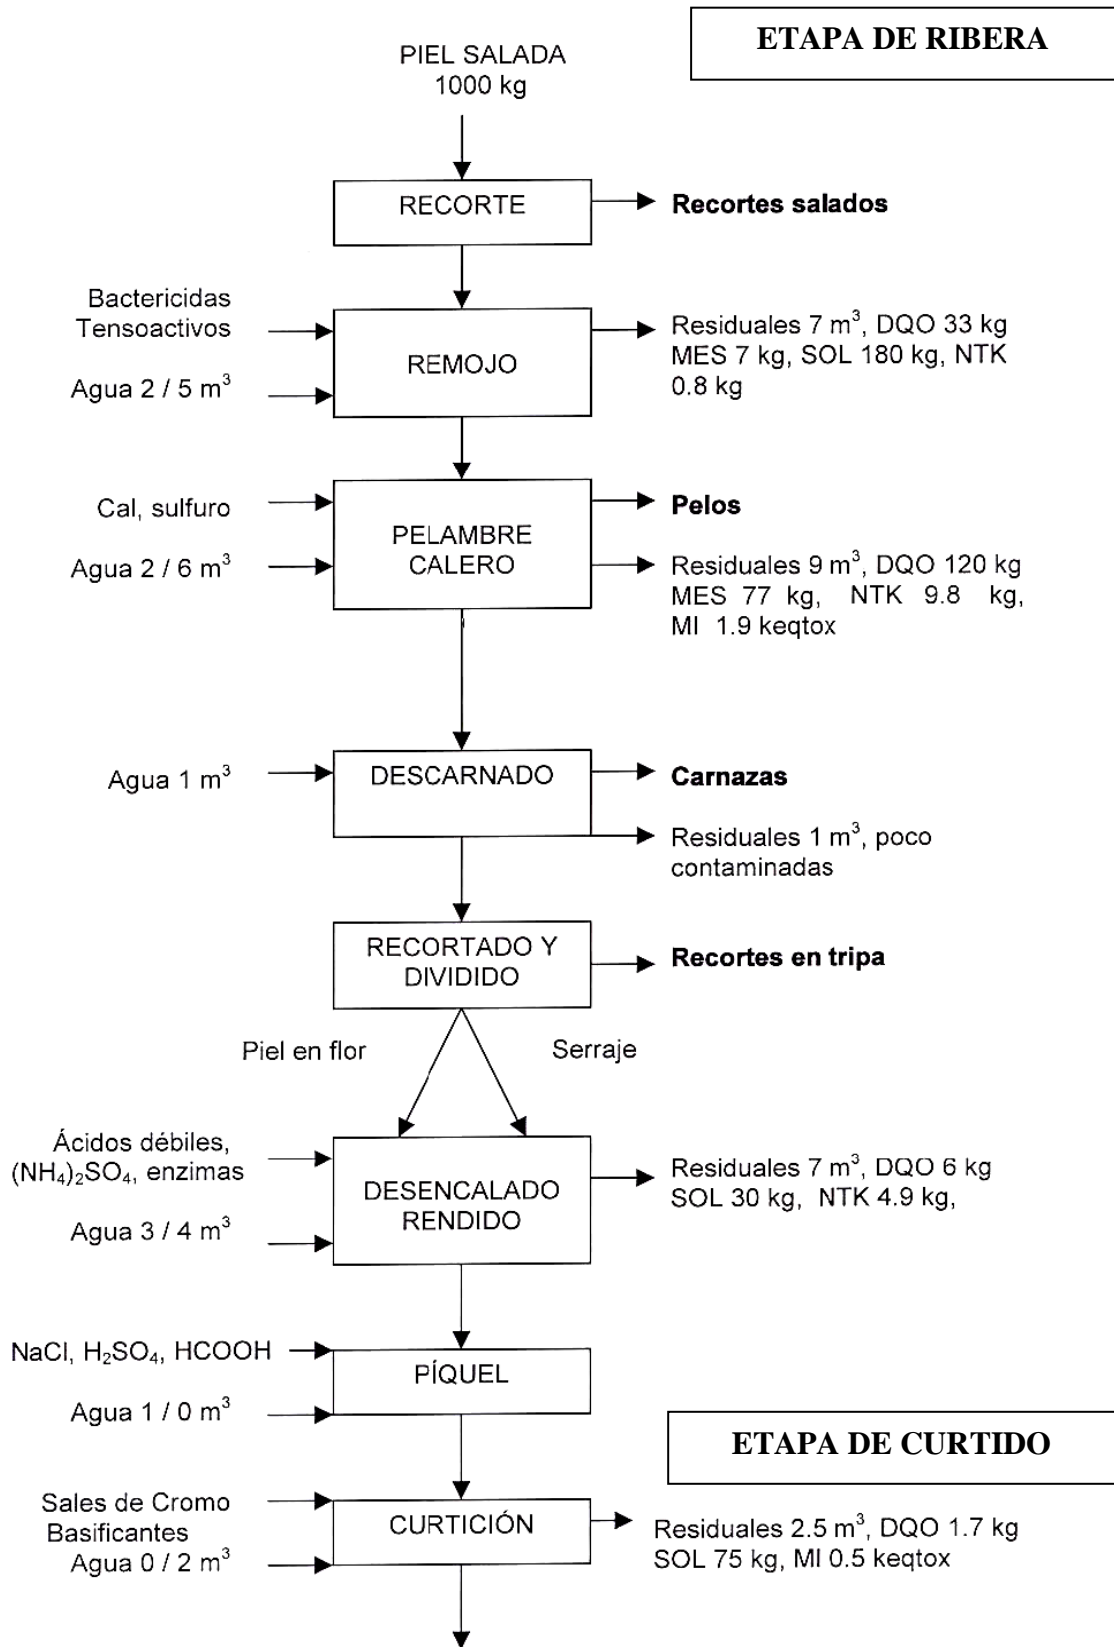 ETAPA DE RIBERA
PIEL SALADA
1000 kg
RECORTE
Recortes salados
Bactericidas
Tensoactivos
Agua 2 / 5 m³
REMOJO
Residuales 7 m³, DQO 33 kg
MES 7 kg, SOL 180 kg, NTK
0.8 kg
Cal, sulfuro
Agua 2 / 6 m³
PELAMBRE
CALERO
Pelos
Residuales 9 m³, DQO 120 kg
MES 77 kg, NTK 9.8 kg,
MI 1.9 keqtox
Agua 1 m³
DESCARNADO
Carnazas
Residuales 1 m³, poco
contaminadas
RECORTADO Y
DIVIDIDO
Recortes en tripa
Piel en flor
Serraje
Ácidos débiles,
(NH₄)₂SO₄, enzimas
Agua 3 / 4 m³
DESENCALADO
RENDIDO
Residuales 7 m³, DQO 6 kg
SOL 30 kg, NTK 4.9 kg,
NaCl, H₂SO₄, HCOOH
Agua 1 / 0 m³
PÍQUEL
ETAPA DE CURTIDO
Sales de Cromo
Basificantes
Agua 0 / 2 m³
CURTICIÓN
Residuales 2.5 m³, DQO 1.7 kg
SOL 75 kg, MI 0.5 keqtox